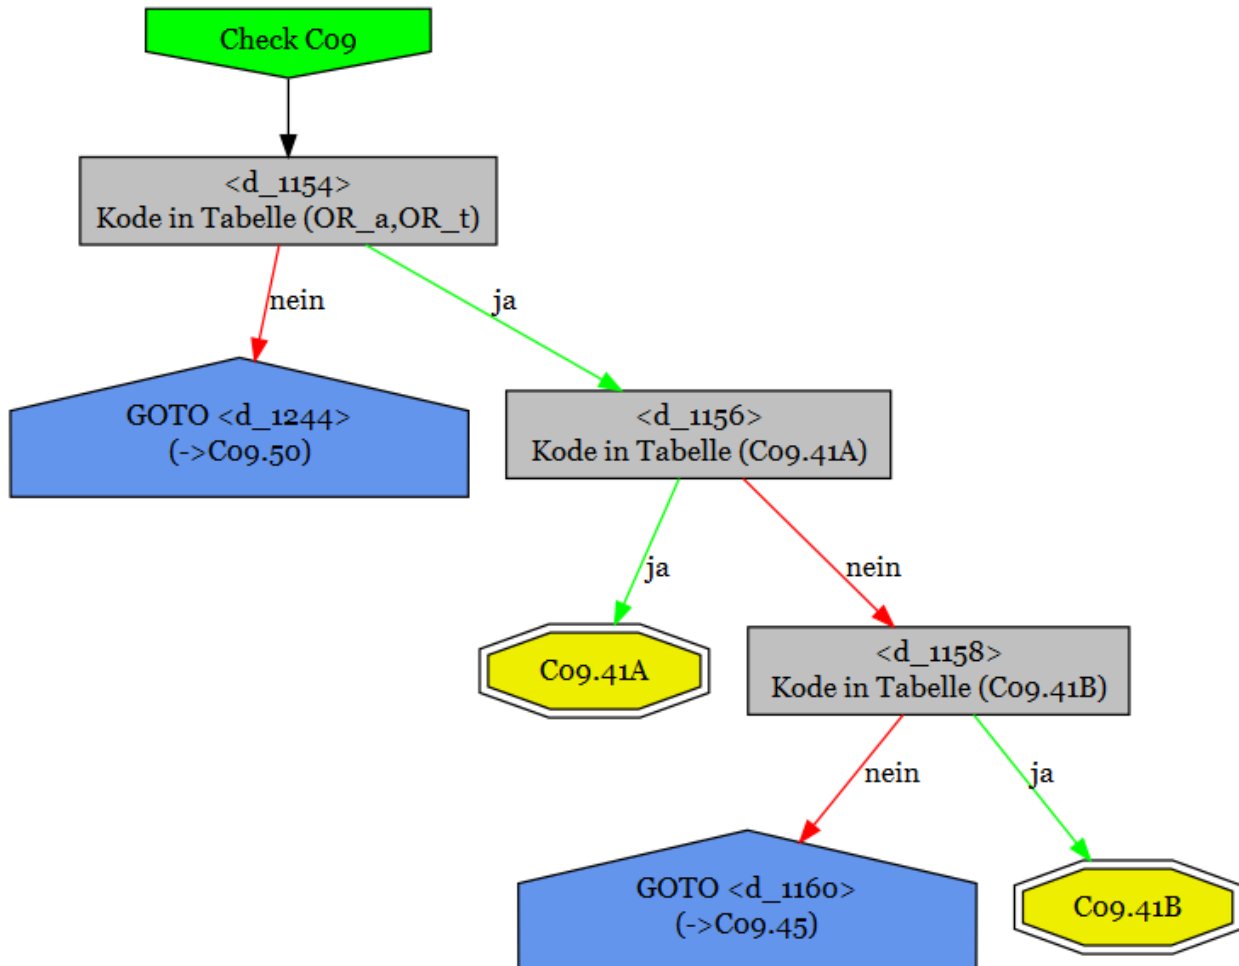 Check C09
<d_1154>
Kode in Tabelle (OR_a,OR_t)
nein
ja
GOTO <d_1244>
(->C09.50)
<d_1156>
Kode in Tabelle (C09.41A)
ja
nein
C09.41A
<d_1158>
Kode in Tabelle (C09.41B)
nein
ja
GOTO <d_1160>
(->C09.45)
C09.41B